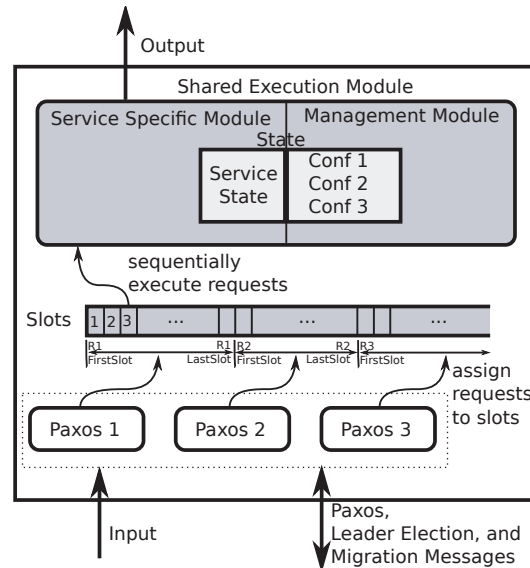 Output
Shared Execution Module
Service Specific Module
Management Module
State
Service
State
Conf 1
Conf 2
Conf 3
sequentially
execute requests
Slots
1 2 3 ... ... ...
R1 R1 R2 R2 R3
FirstSlot LastSlot FirstSlot LastSlot FirstSlot
assign
requests
to slots
Paxos 1
Paxos 2
Paxos 3
Input
Paxos,
Leader Election, and
Migration Messages